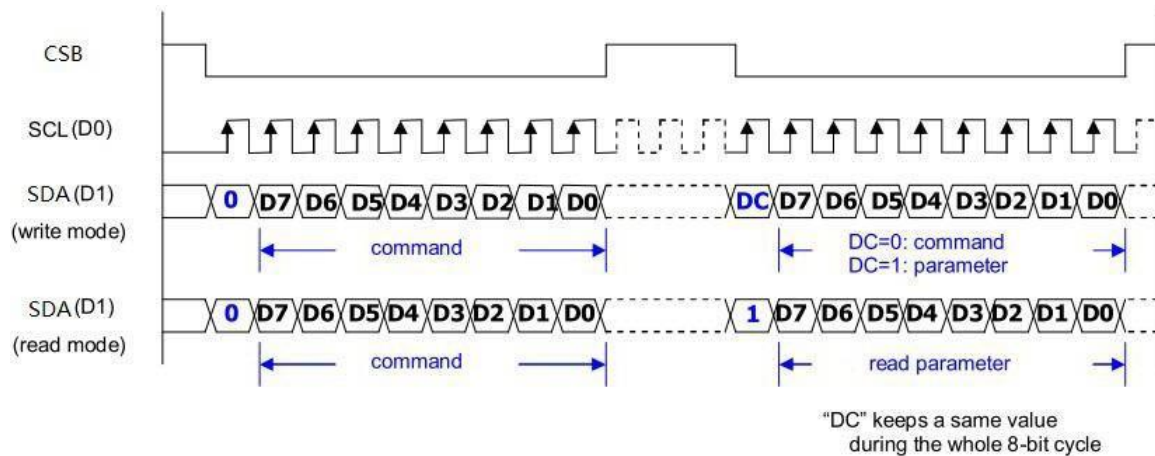 CSB
SCL(D0)
SDA(D1)
(write mode)
0 D7 D6 D5 D4 D3 D2 D1 D0
DC D7 D6 D5 D4 D3 D2 D1 D0
command
DC=0: command
DC=1: parameter
SDA(D1)
(read mode)
0 D7 D6 D5 D4 D3 D2 D1 D0
1 D7 D6 D5 D4 D3 D2 D1 D0
command
read parameter
“DC” keeps a same value
during the whole 8-bit cycle